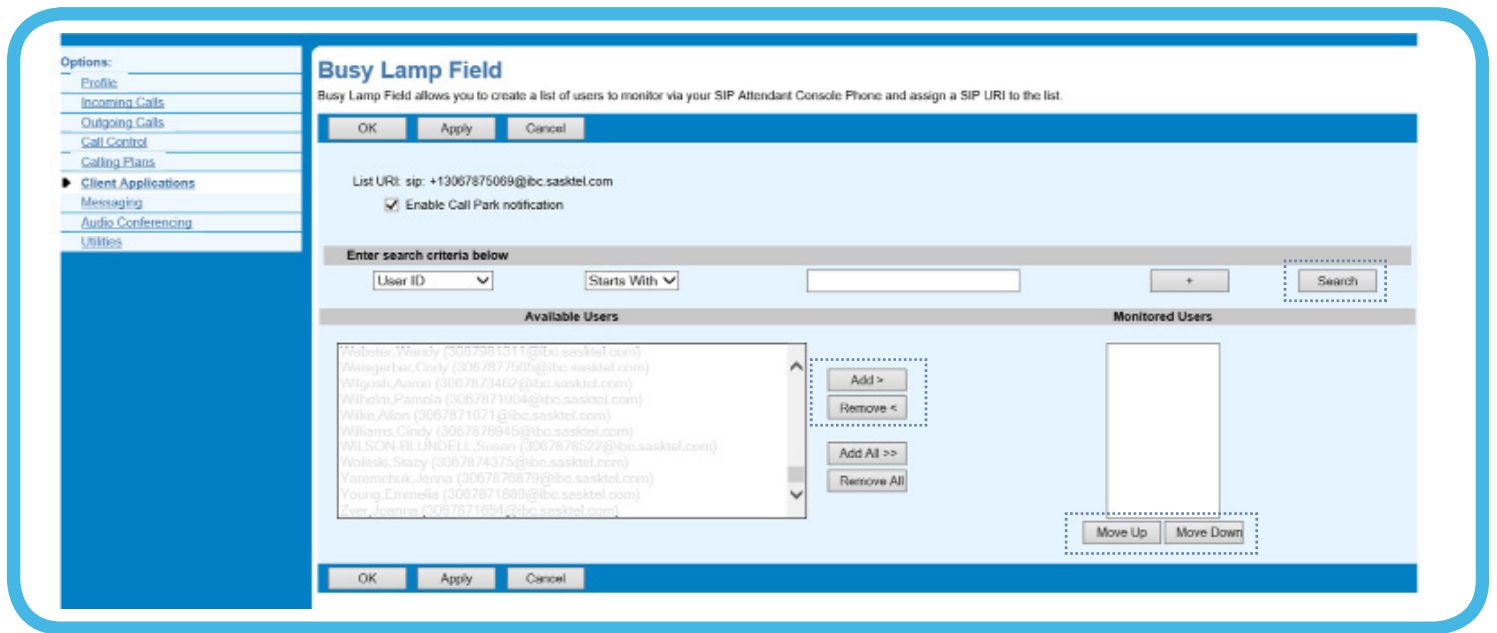 Options:
Profile
Incoming Calls
Outgoing Calls
Call Control
Calling Plans
Client Applications
Messaging
Audio Conferencing
Utilities
Busy Lamp Field
Busy Lamp Field allows you to create a list of users to monitor via your SIP Attendant Console Phone and assign a SIP URI to the list.
OK Apply Cancel
List URI: sip: +13067875069@ibc.sasktel.com
Enable Call Park notification
Enter search criteria below
User ID Starts With + Search
Available Users Monitored Users
Webster,Wendy (3067981311@ibc.sasktel.com)
Weisgerber,Cody (3067877565@ibc.sasktel.com)
Wilgosh,Aaron (3067873462@ibc.sasktel.com)
Wilhelm,Pamela (3067871904@ibc.sasktel.com)
Wilke,Allan (3067871071@ibc.sasktel.com)
Williams,Cindy (3067876945@ibc.sasktel.com)
WILSON-BLUNDELL,Susan (3067878522@ibc.sasktel.com)
Wolitski,Stacy (3067874375@ibc.sasktel.com)
Yaremchuk,Jenna (3067876879@ibc.sasktel.com)
Young,Emmelia (3067871660@ibc.sasktel.com)
Zver,Joanna (3067871654@ibc.sasktel.com)
Add >
Remove <
Add All >>
Remove All
Move Up Move Down
OK Apply Cancel